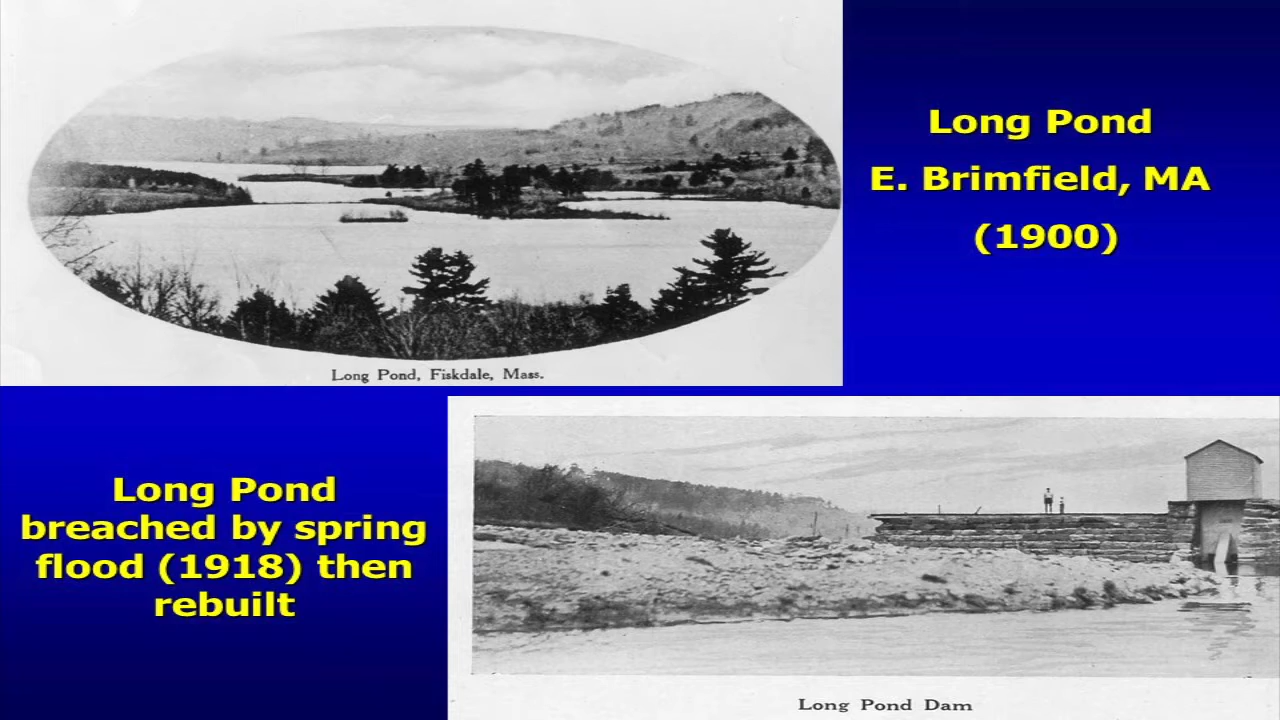 Long Pond
E. Brimfield, MA
(1900)
Long Pond, Fiskdale, Mass.
Long Pond
breached by spring
flood (1918) then
rebuilt
Long Pond Dam